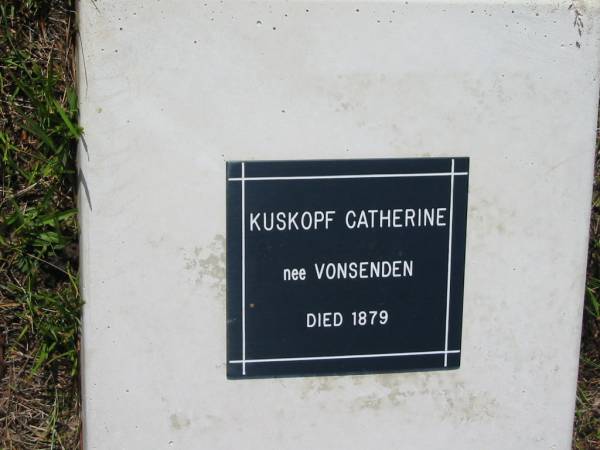 KUSKOPF CATHERINE
nee VONSENDEN
DIED 1879